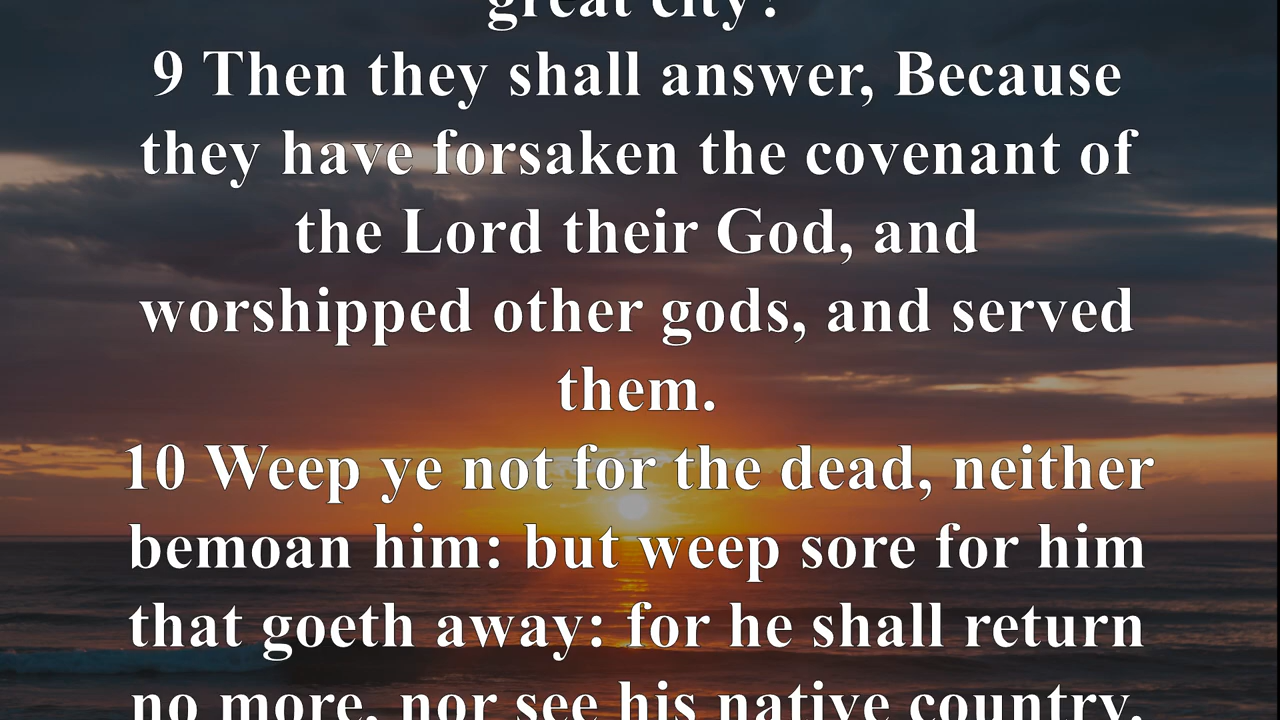 great city?
9 Then they shall answer, Because
they have forsaken the covenant of
the Lord their God, and
worshipped other gods, and served
them.
10 Weep ye not for the dead, neither
bemoan him: but weep sore for him
that goeth away: for he shall return
no more, nor see his native country.